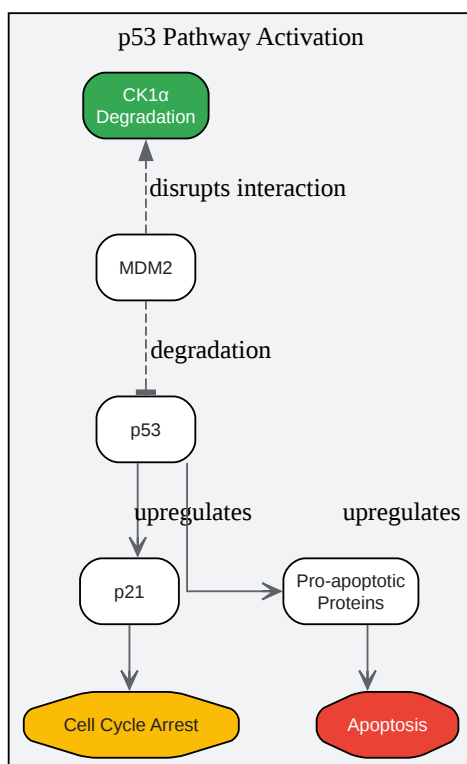 p53 Pathway Activation
CK1α
Degradation
disrupts interaction
MDM2
degradation
p53
upregulates
upregulates
p21
Pro-apoptotic
Proteins
Cell Cycle Arrest
Apoptosis